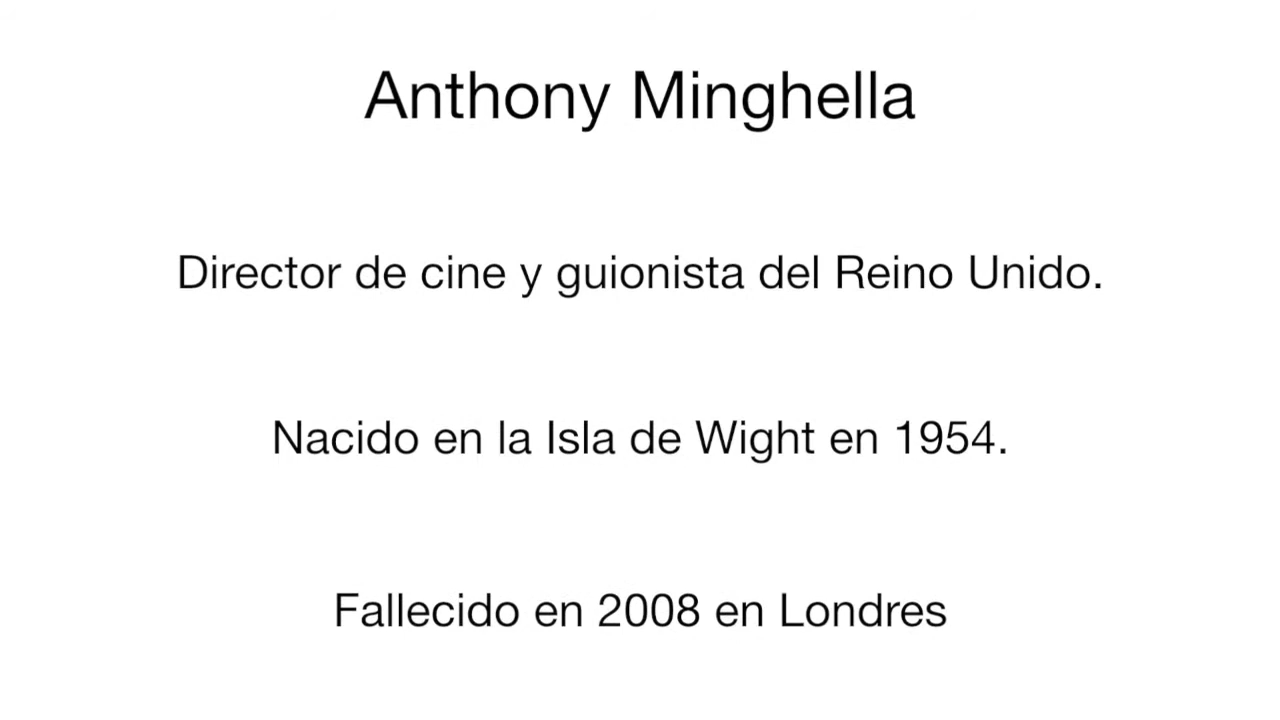 Anthony Minghella
Director de cine y guionista del Reino Unido.
Nacido en la Isla de Wight en 1954.
Fallecido en 2008 en Londres